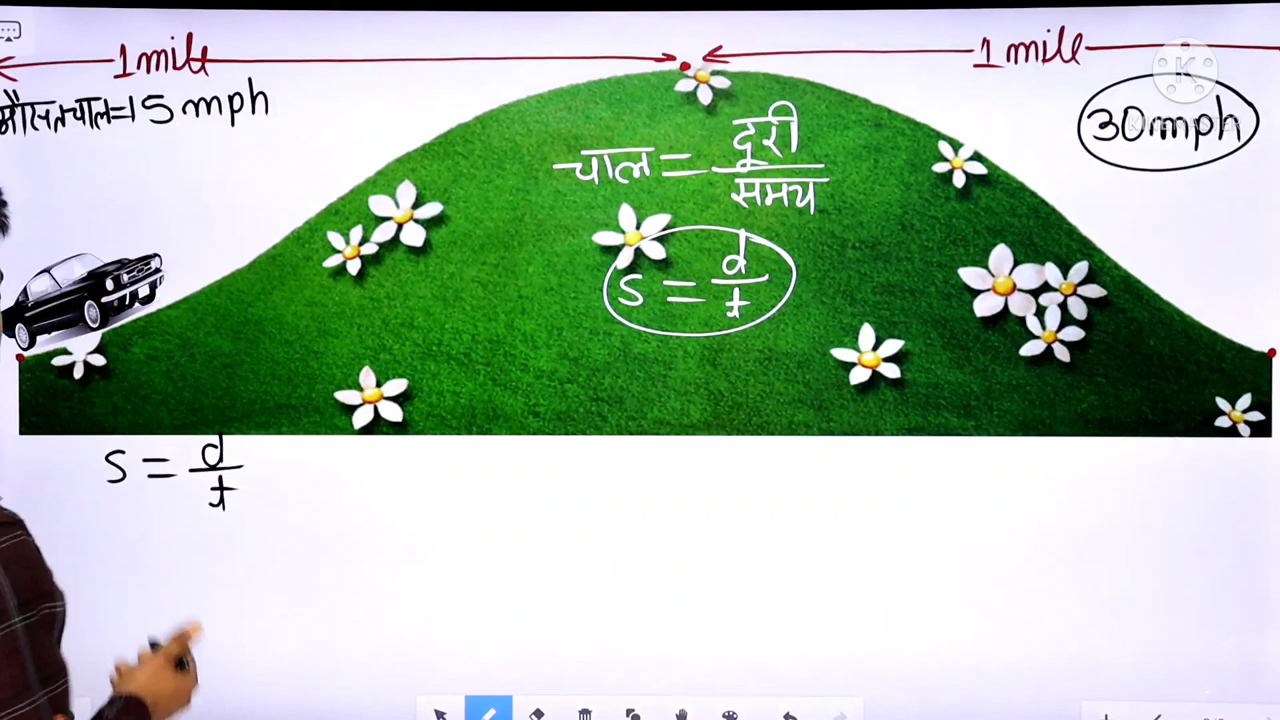 1 mile
1 mile
औसत चाल = 15 mph
30 mph
चाल = दूरी / समय
s = d / t
s = d / t